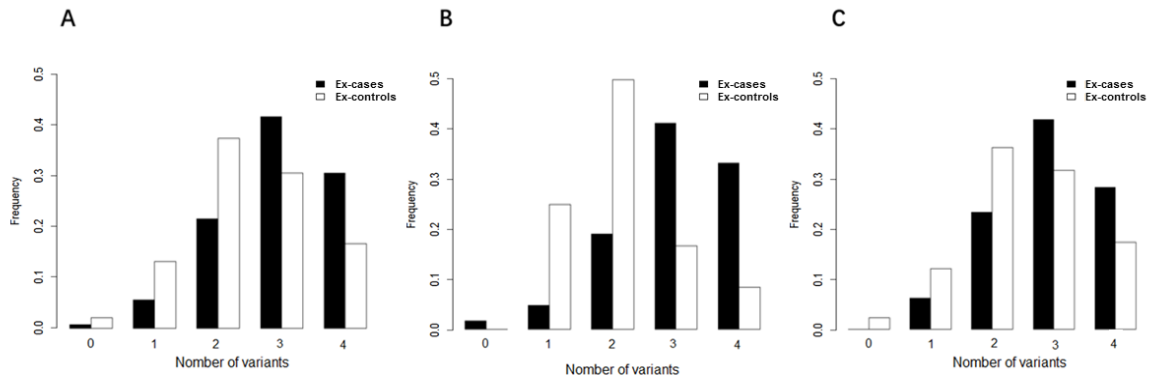 A
Frequency
0.0 0.1 0.2 0.3 0.4 0.5
Ex-cases
Ex-controls
0 1 2 3 4
Nomber of variants
B
Frequency
0.0 0.1 0.2 0.3 0.4 0.5
Ex-cases
Ex-controls
0 1 2 3 4
Nomber of variants
C
Frequency
0.0 0.1 0.2 0.3 0.4 0.5
Ex-cases
Ex-controls
0 1 2 3 4
Nomber of variants